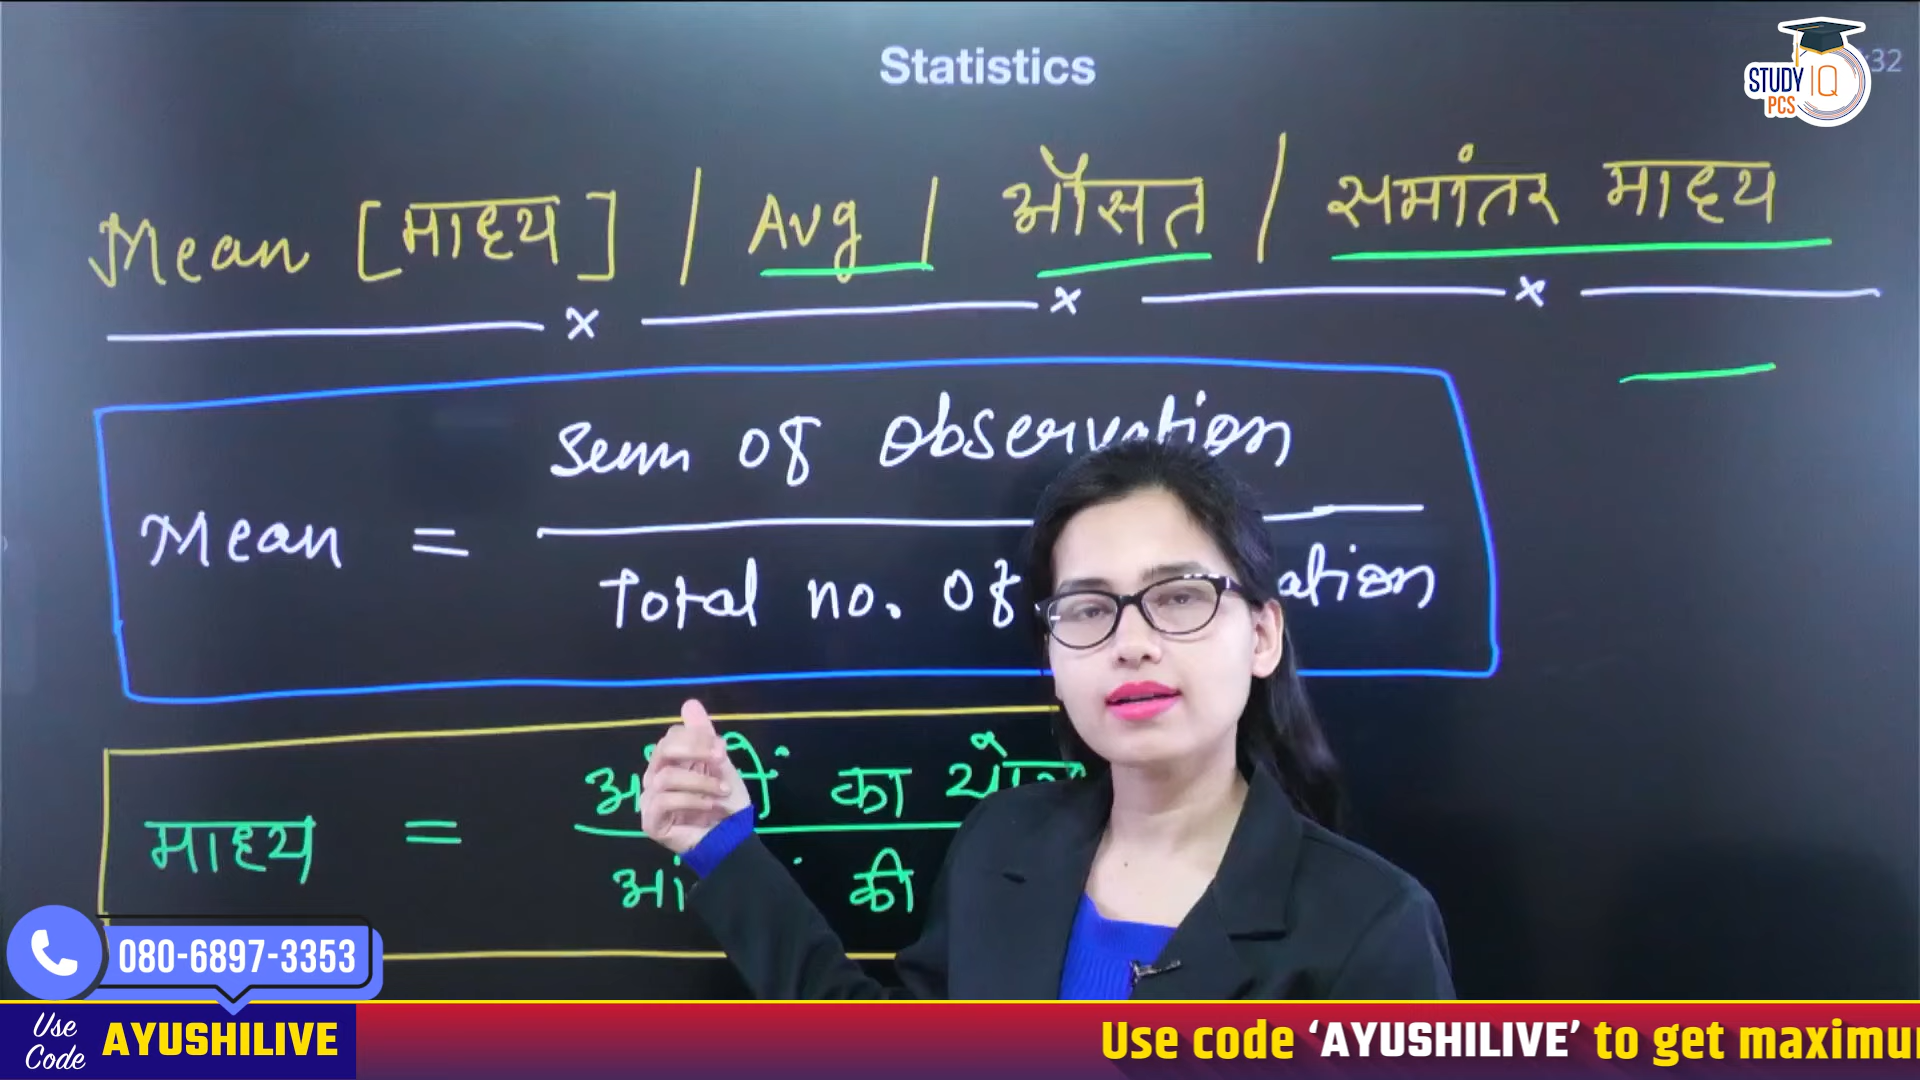 Statistics
:32
STUDY IQ
PCS
Mean [माध्य] / Avg / औसत / समांतर माध्य
x x x
Sum of observation
Mean =
Total no. of
का योग
माध्य =
की
080-6897-3353
Use Code AYUSHILIVE
Use code ‘AYUSHILIVE’ to get maximu